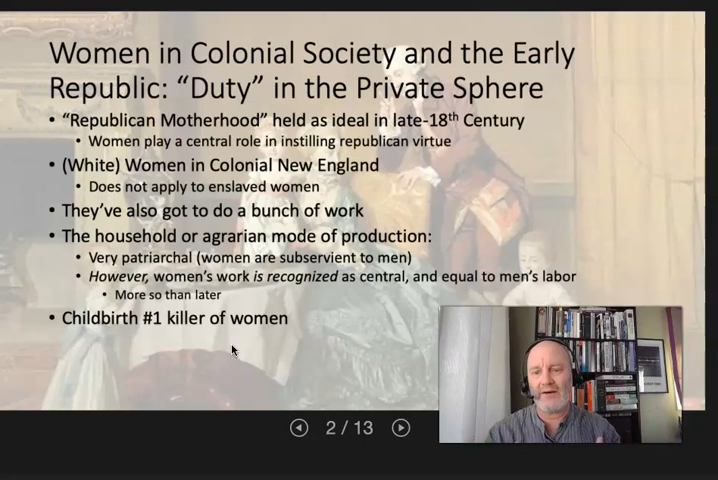 Women in Colonial Society and the Early
Republic: “Duty” in the Private Sphere
• “Republican Motherhood” held as ideal in late-18th Century
• Women play a central role in instilling republican virtue
• (White) Women in Colonial New England
• Does not apply to enslaved women
• They’ve also got to do a bunch of work
• The household or agrarian mode of production:
• Very patriarchal (women are subservient to men)
• However, women’s work is recognized as central, and equal to men’s labor
• More so than later
• Childbirth #1 killer of women
2 / 13